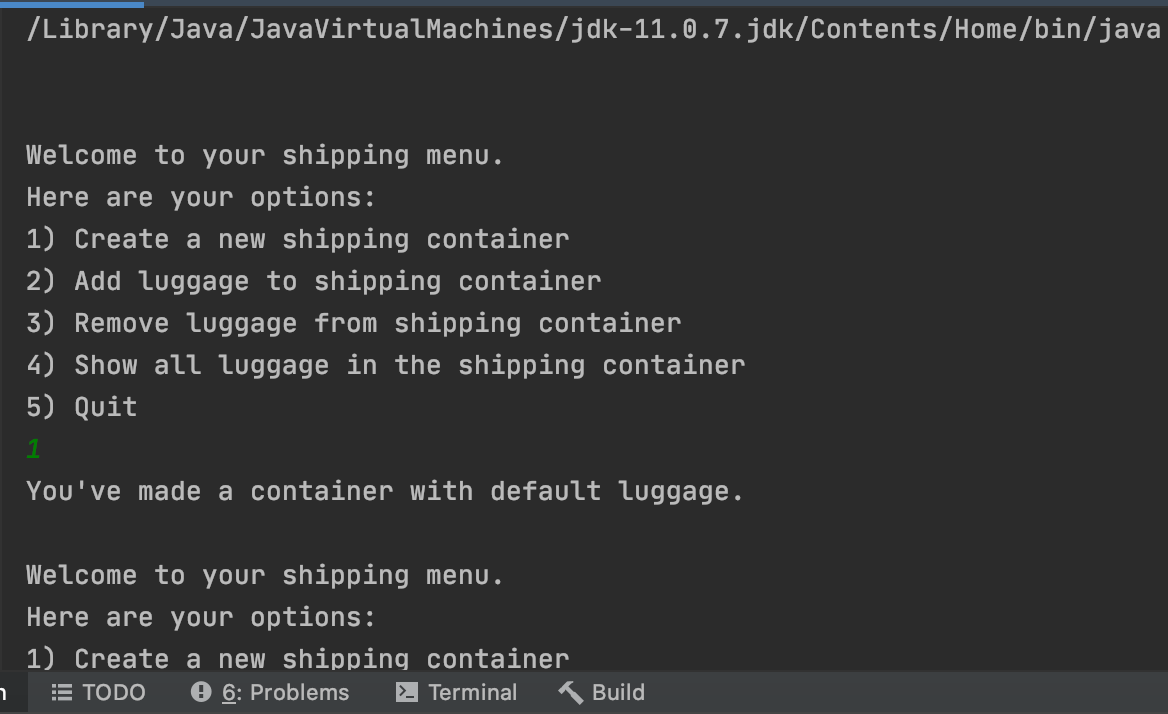 /Library/Java/JavaVirtualMachines/jdk-11.0.7.jdk/Contents/Home/bin/java
Welcome to your shipping menu.
Here are your options:
1) Create a new shipping container
2) Add luggage to shipping container
3) Remove luggage from shipping container
4) Show all luggage in the shipping container
5) Quit
1
You've made a container with default luggage.
Welcome to your shipping menu.
Here are your options:
1) Create a new shipping container
TODO 6: Problems Terminal Build